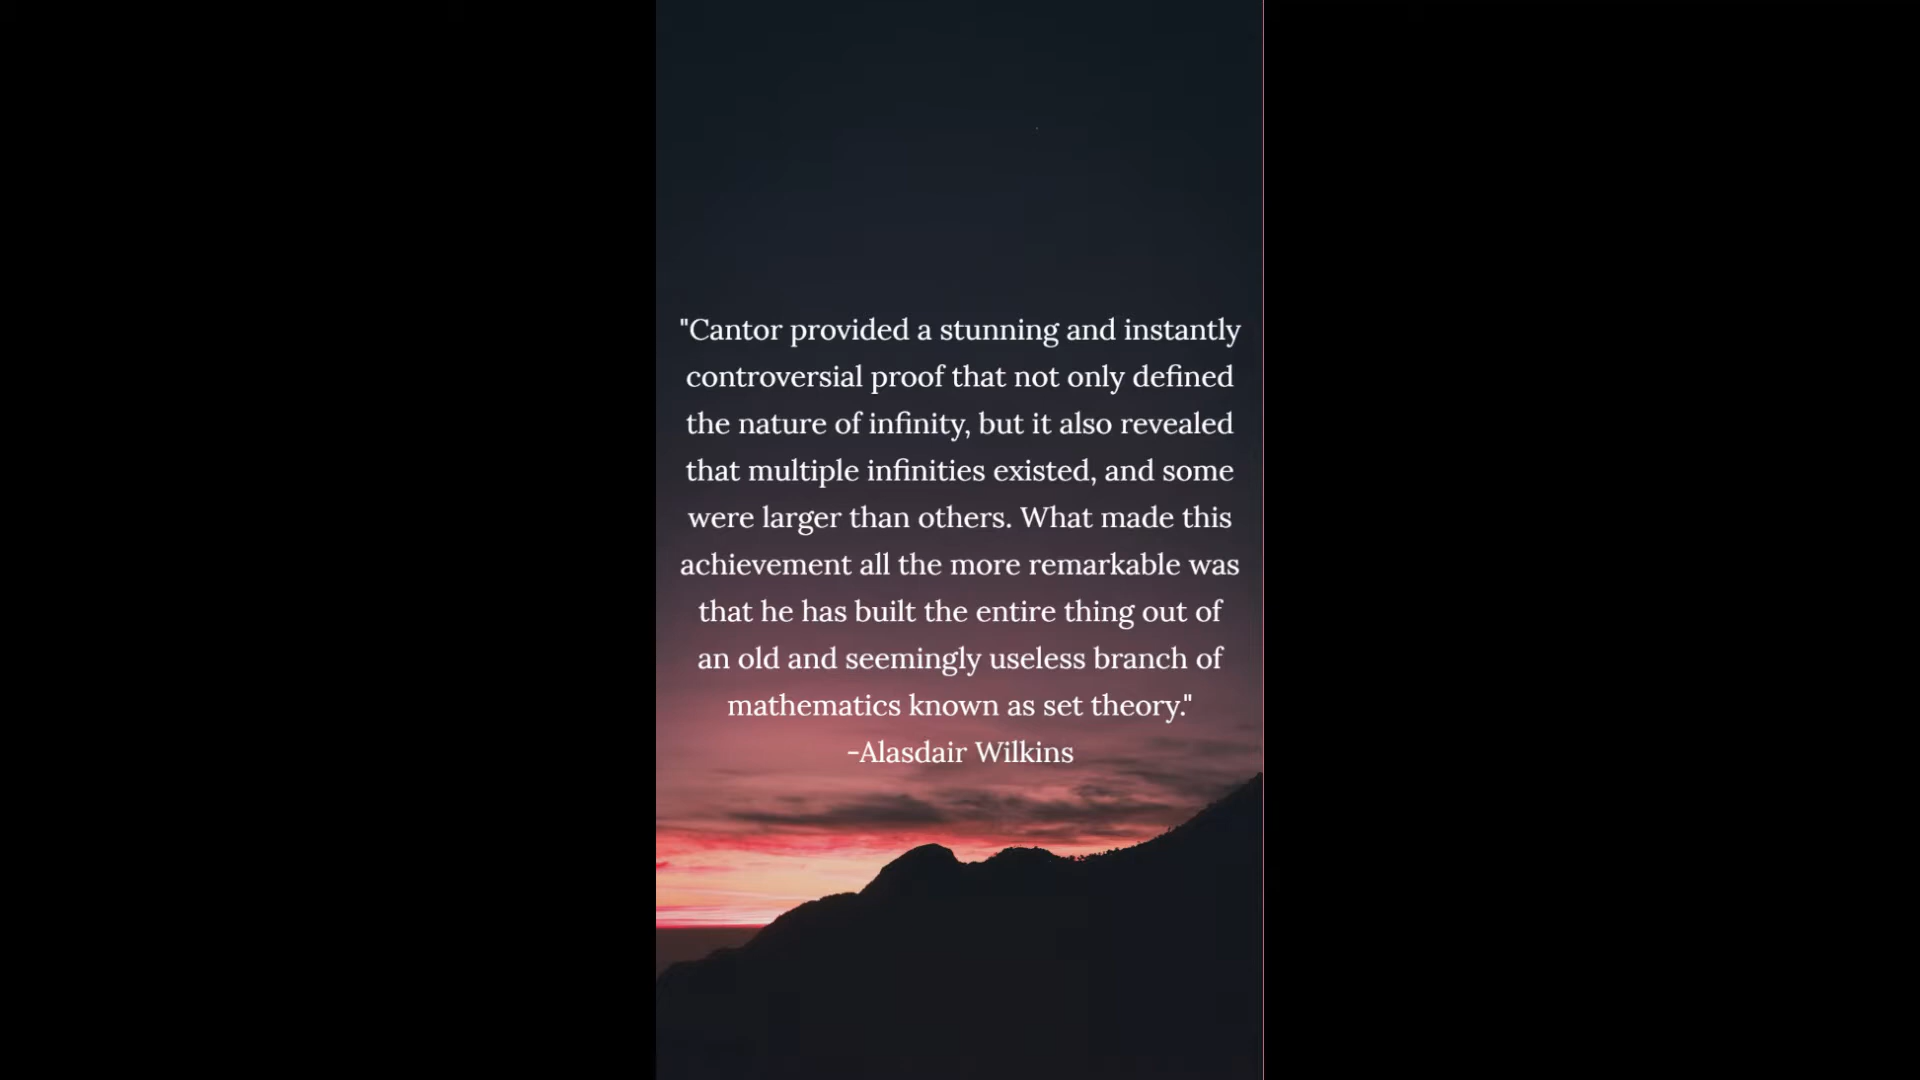 "Cantor provided a stunning and instantly
controversial proof that not only defined
the nature of infinity, but it also revealed
that multiple infinities existed, and some
were larger than others. What made this
achievement all the more remarkable was
that he has built the entire thing out of
an old and seemingly useless branch of
mathematics known as set theory."
-Alasdair Wilkins